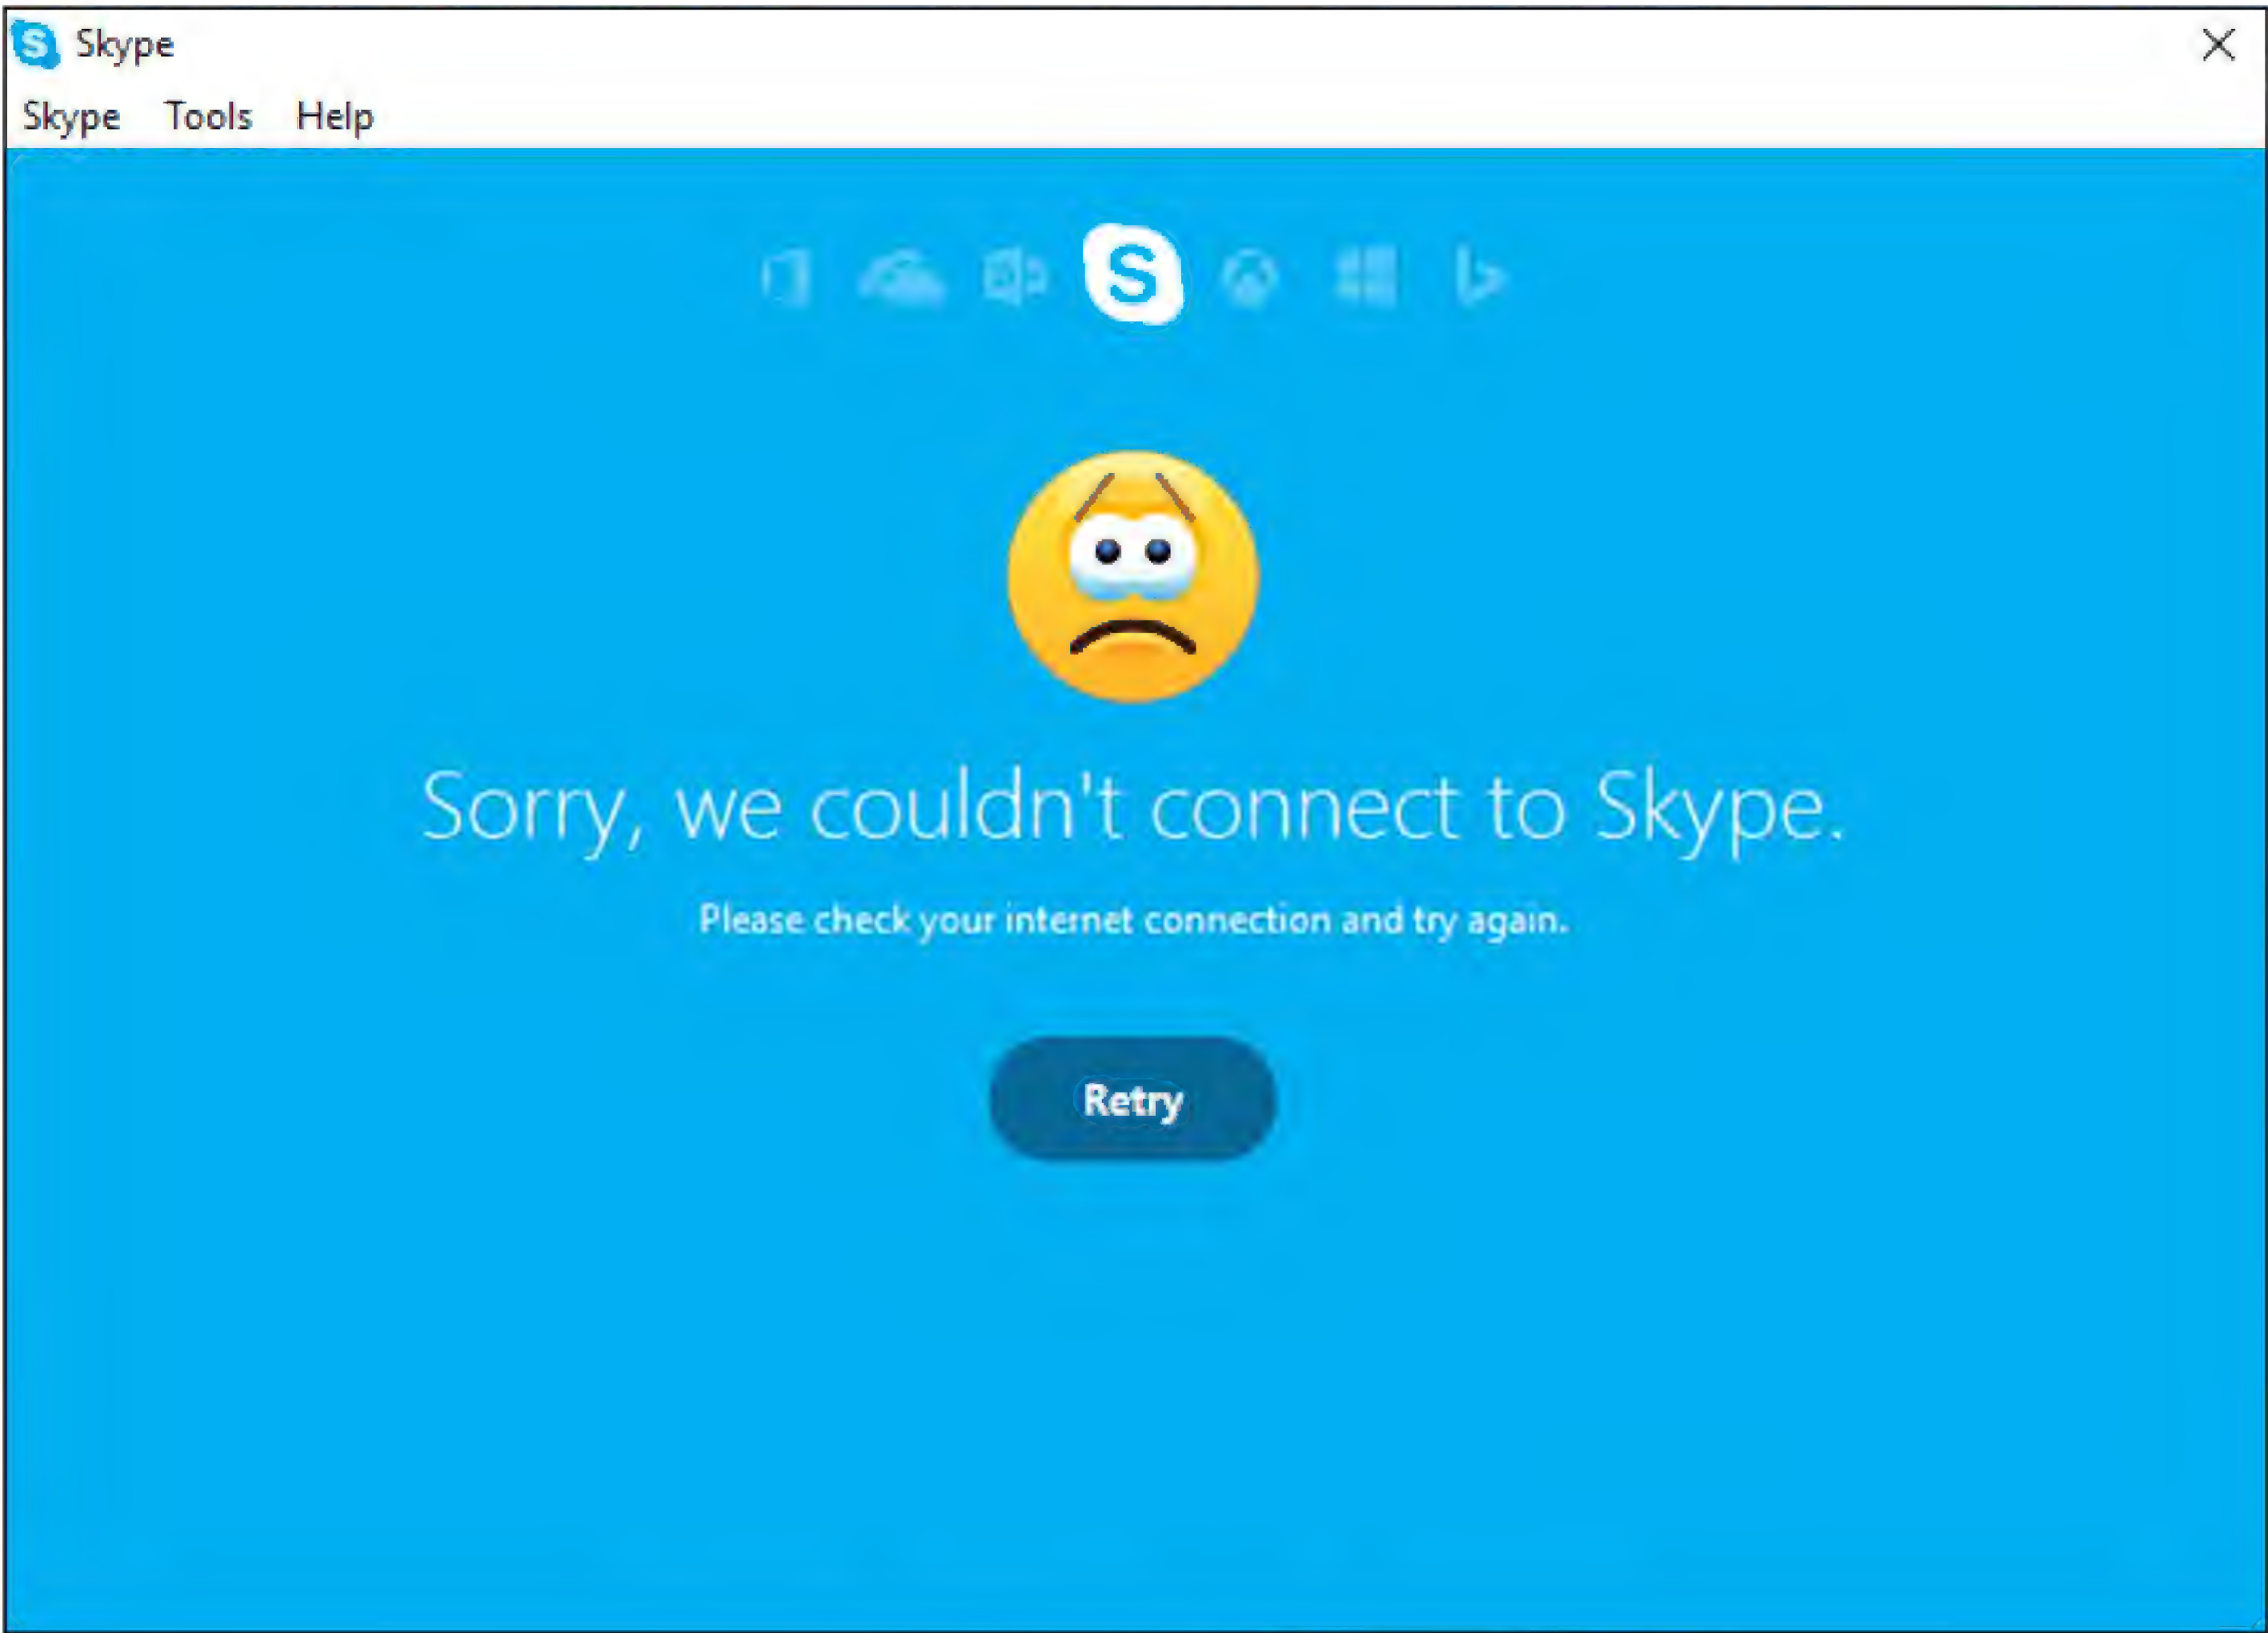 Skype
Skype Tools Help
Sorry, we couldn't connect to Skype.
Please check your internet connection and try again.
Retry